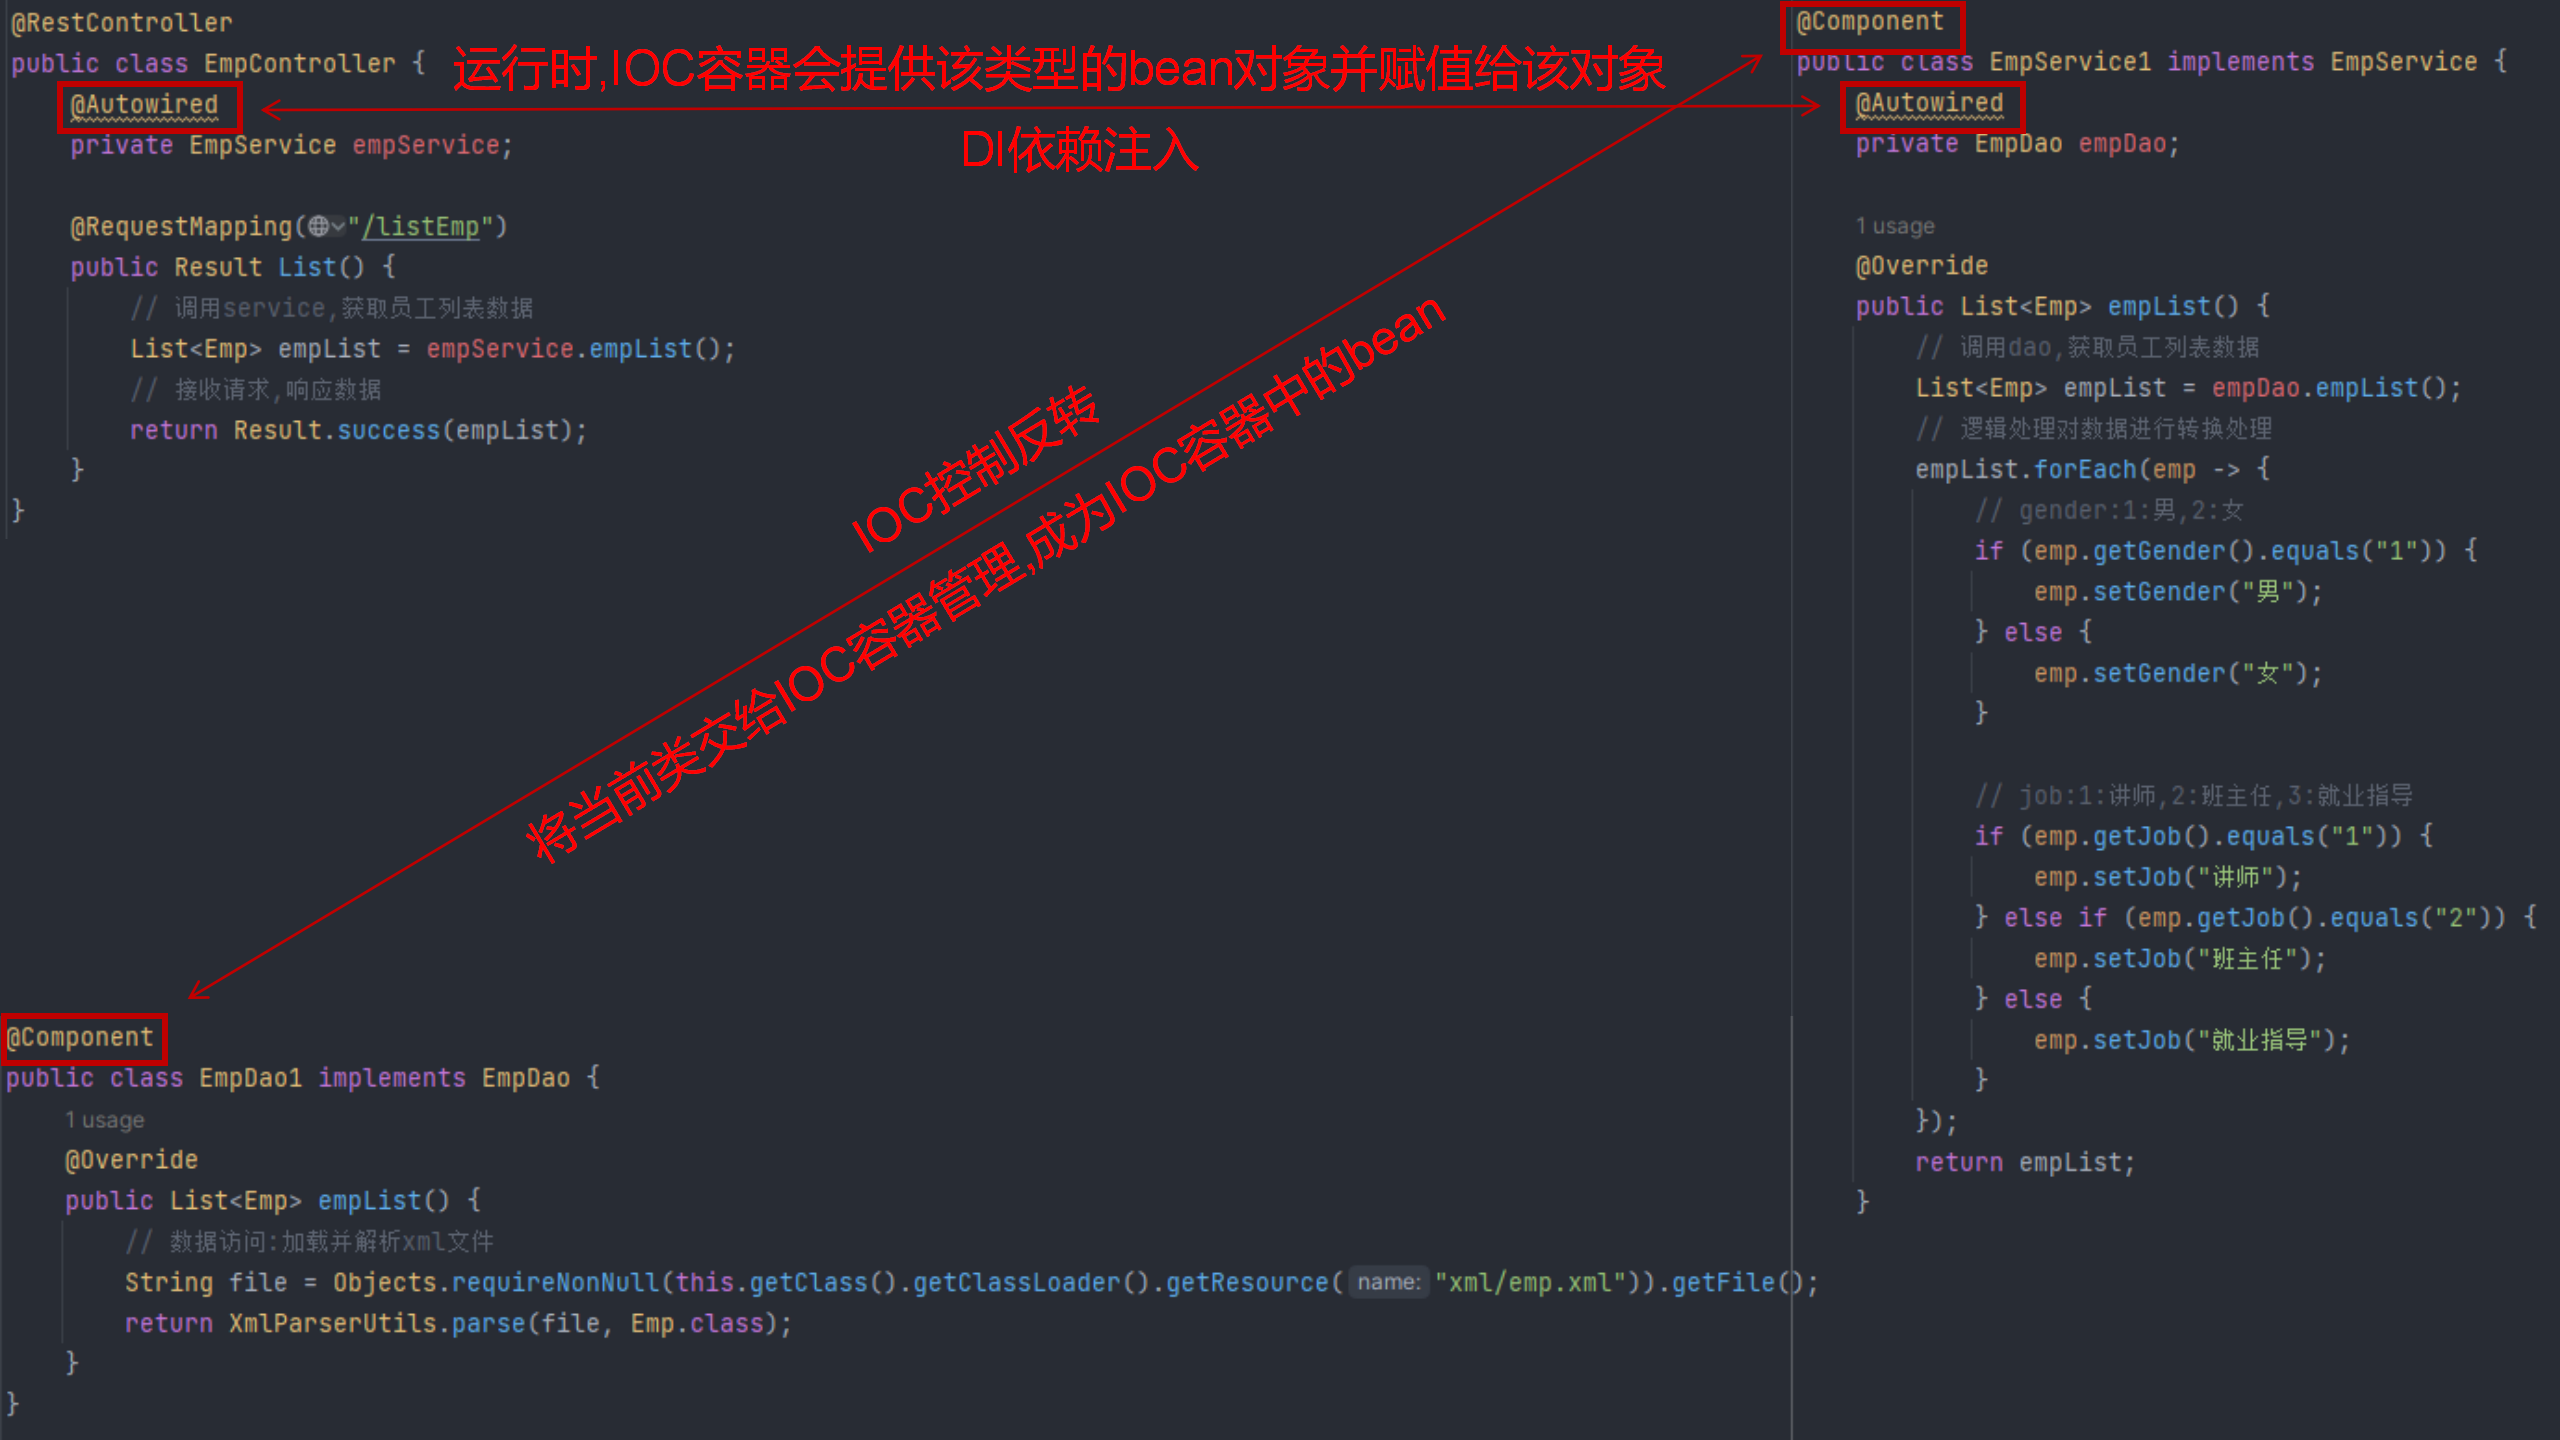 @RestController
public class EmpController {
@Autowired
private EmpService empService;
@RequestMapping("/listEmp")
public Result List() {
// 调用service,获取员工列表数据
List<Emp> empList = empService.empList();
// 接收请求,响应数据
return Result.success(empList);
}
}
运行时,IOC容器会提供该类型的bean对象并赋值给该对象
DI依赖注入
IOC控制反转
将当前类交给IOC容器管理,成为IOC容器中的bean
@Component
public class EmpDao1 implements EmpDao {
1 usage
@Override
public List<Emp> empList() {
// 数据访问:加载并解析xml文件
String file = Objects.requireNonNull(this.getClass().getClassLoader().getResource( name: "xml/emp.xml")).getFile();
return XmlParserUtils.parse(file, Emp.class);
}
}
@Component
public class EmpService1 implements EmpService {
@Autowired
private EmpDao empDao;
1 usage
@Override
public List<Emp> empList() {
// 调用dao,获取员工列表数据
List<Emp> empList = empDao.empList();
// 逻辑处理对数据进行转换处理
empList.forEach(emp -> {
// gender:1:男,2:女
if (emp.getGender().equals("1")) {
emp.setGender("男");
} else {
emp.setGender("女");
}
// job:1:讲师,2:班主任,3:就业指导
if (emp.getJob().equals("1")) {
emp.setJob("讲师");
} else if (emp.getJob().equals("2")) {
emp.setJob("班主任");
} else {
emp.setJob("就业指导");
}
});
return empList;
}